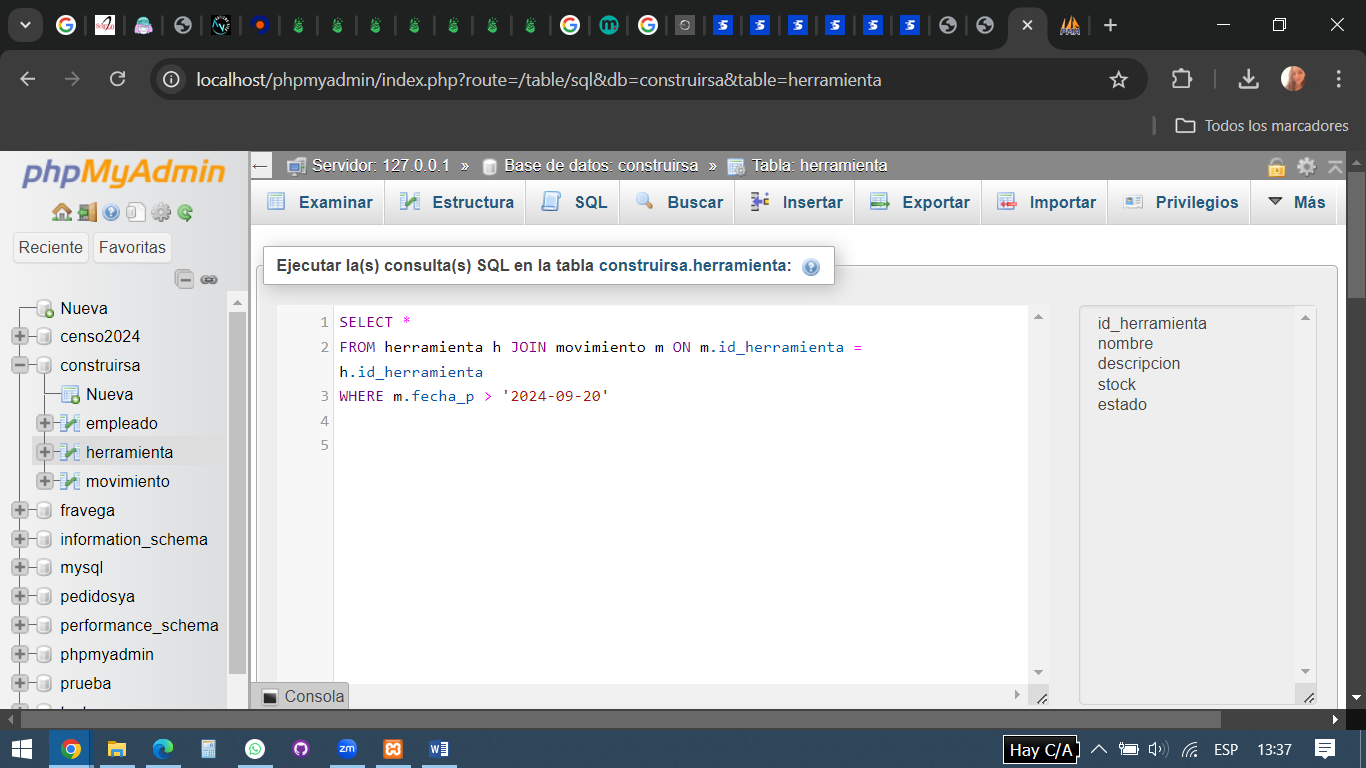 localhost/phpmyadmin/index.php?route=/table/sql&db=construirsa&table=herramienta
Todos los marcadores
phpMyAdmin
Reciente
Favoritas
Nueva
censo2024
construirsa
Nueva
empleado
herramienta
movimiento
fravega
information_schema
mysql
pedidosya
performance_schema
phpmyadmin
prueba
Servidor: 127.0.0.1 » Base de datos: construirsa » Tabla: herramienta
Examinar Estructura SQL Buscar Insertar Exportar Importar Privilegios Más
Ejecutar la(s) consulta(s) SQL en la tabla construirsa.herramienta:
1 SELECT *
2 FROM herramienta h JOIN movimiento m ON m.id_herramienta =
h.id_herramienta
3 WHERE m.fecha_p > '2024-09-20'
4
5
id_herramienta
nombre
descripcion
stock
estado
Consola
Hay C/A ESP 13:37